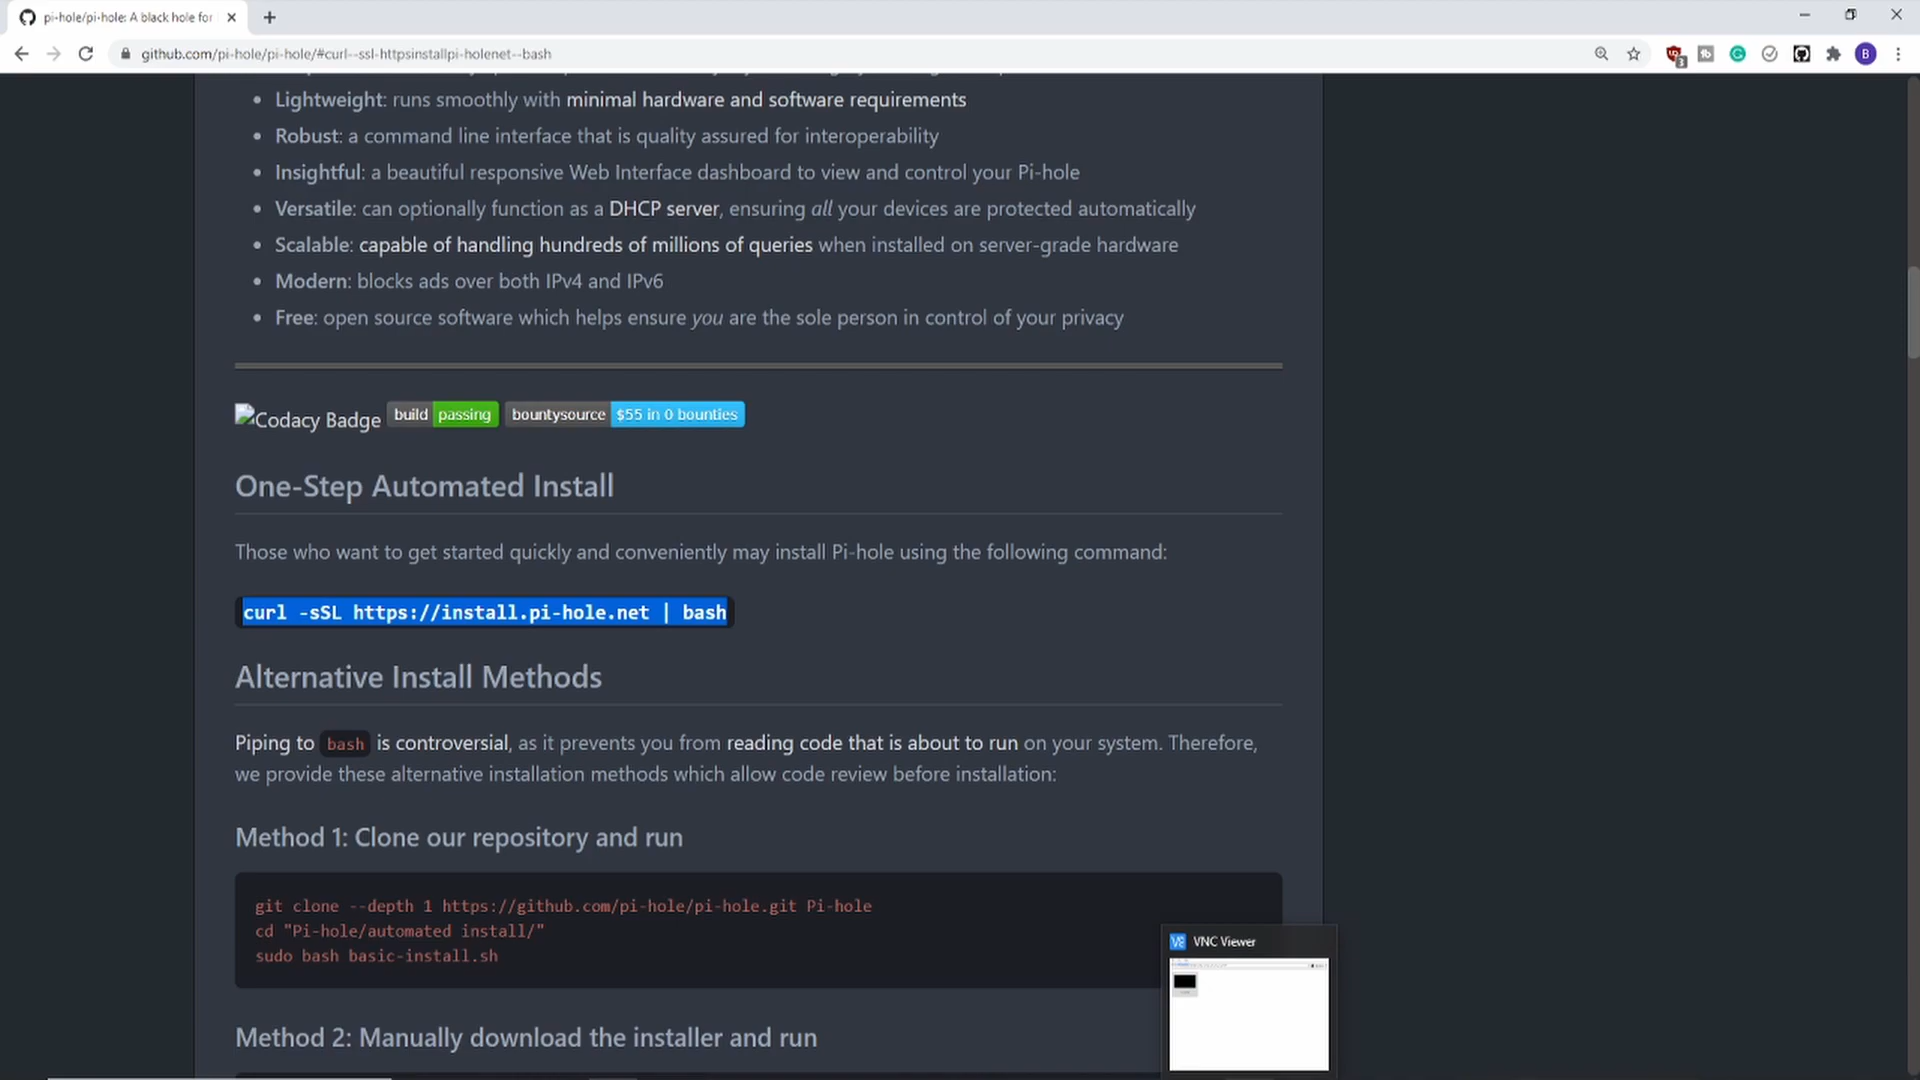 pi-hole/pi-hole: A black hole for
github.com/pi-hole/pi-hole/#curl--ssl-httpsinstallpi-holenet--bash
3
B
Lightweight: runs smoothly with minimal hardware and software requirements
Robust: a command line interface that is quality assured for interoperability
Insightful: a beautiful responsive Web Interface dashboard to view and control your Pi-hole
Versatile: can optionally function as a DHCP server, ensuring all your devices are protected automatically
Scalable: capable of handling hundreds of millions of queries when installed on server-grade hardware
Modern: blocks ads over both IPv4 and IPv6
Free: open source software which helps ensure you are the sole person in control of your privacy
Codacy Badge build passing bountysource $55 in 0 bounties
One-Step Automated Install
Those who want to get started quickly and conveniently may install Pi-hole using the following command:
curl -sSL https://install.pi-hole.net | bash
Alternative Install Methods
Piping to bash is controversial, as it prevents you from reading code that is about to run on your system. Therefore,
we provide these alternative installation methods which allow code review before installation:
Method 1: Clone our repository and run
git clone --depth 1 https://github.com/pi-hole/pi-hole.git Pi-hole
cd "Pi-hole/automated install/"
sudo bash basic-install.sh
VNC Viewer
Method 2: Manually download the installer and run